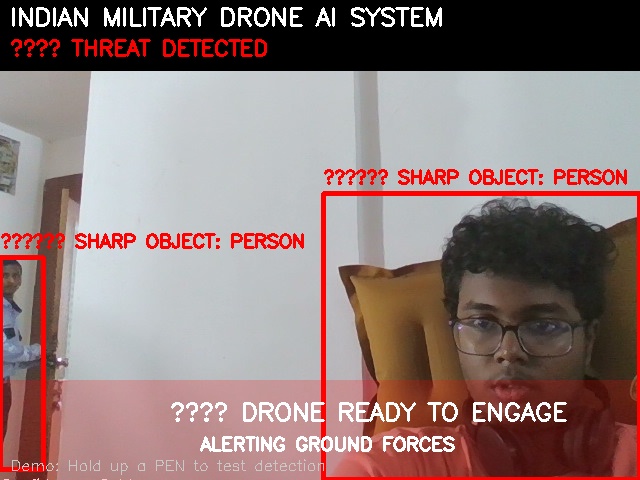 INDIAN MILITARY DRONE AI SYSTEM
???? THREAT DETECTED
?????? SHARP OBJECT: PERSON
?????? SHARP OBJECT: PERSON
???? DRONE READY TO ENGAGE
ALERTING GROUND FORCES
Demo: Hold up a PEN to test detection